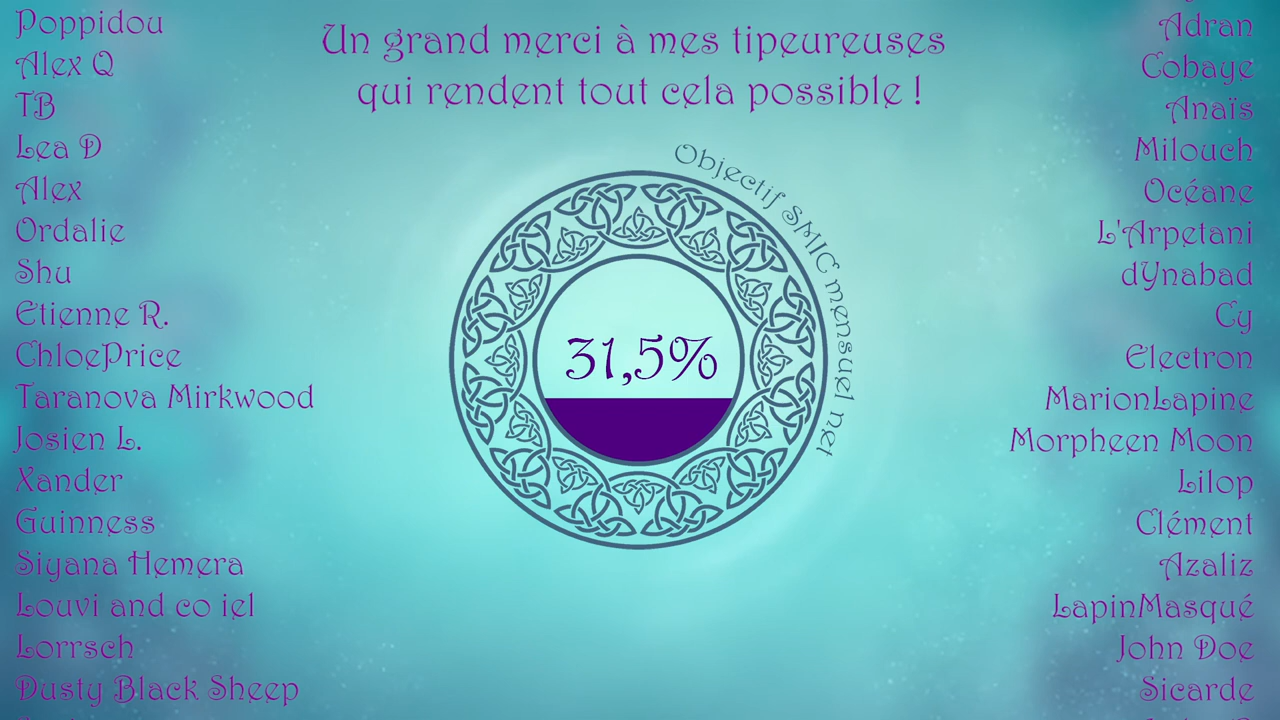 Un grand merci à mes tipeureuses
qui rendent tout cela possible !
Poppidou
Alex Q
TB
Lea D
Alex
Ordalie
Shu
Etienne R.
ChloePrice
Taranova Mirkwood
Josien L.
Xander
Guinness
Siyana Hemera
Louvi and co iel
Lorrsch
Dusty Black Sheep
Objectif SMIC mensuel net
31,5%
Adran
Cobaye
Anaïs
Milouch
Océane
L'Arpetani
dYnabad
Cy
Electron
MarionLapine
Morpheen Moon
Lilop
Clément
Azaliz
LapinMasqué
John Doe
Sicarde